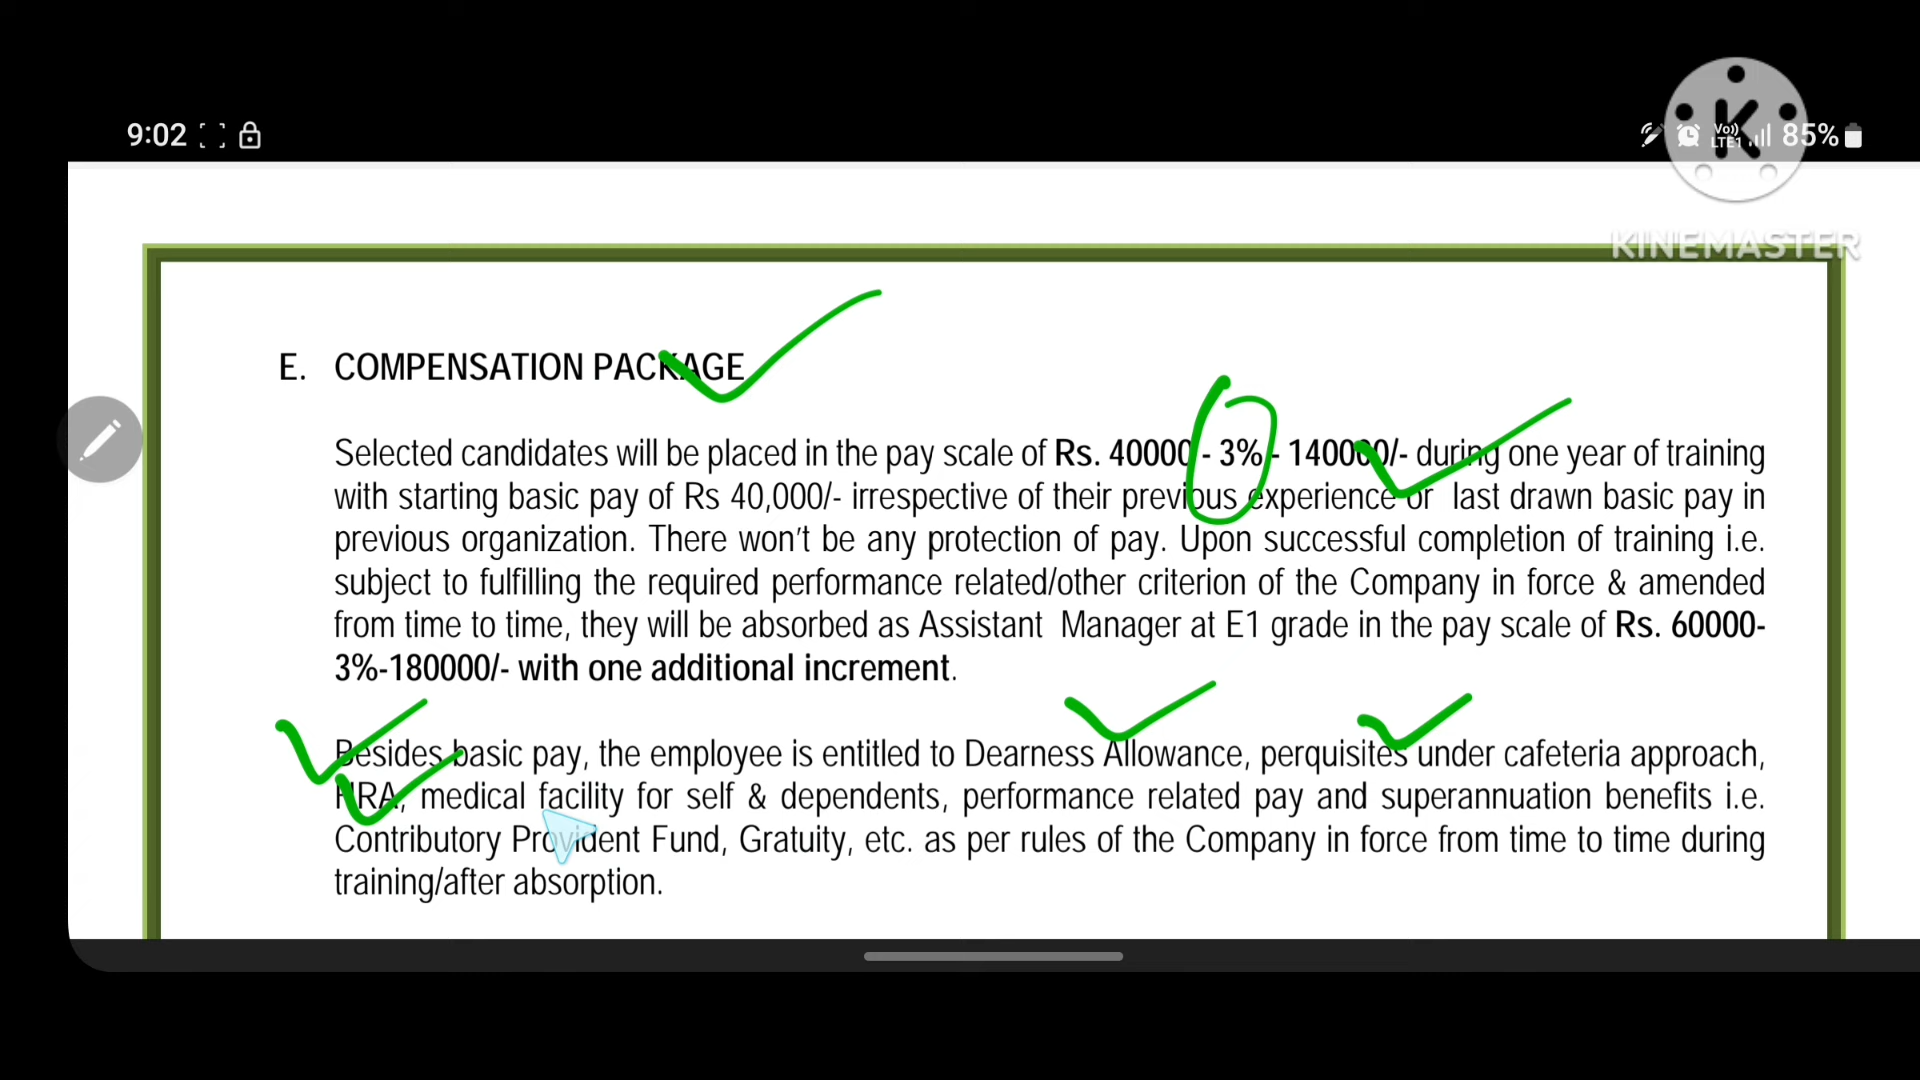 9:02
Vo))
LTE1
85%
K
KINEMASTER
E. COMPENSATION PACKAGE
Selected candidates will be placed in the pay scale of Rs. 40000 - 3% - 140000/- during one year of training
with starting basic pay of Rs 40,000/- irrespective of their previous experience or last drawn basic pay in
previous organization. There won't be any protection of pay. Upon successful completion of training i.e.
subject to fulfilling the required performance related/other criterion of the Company in force & amended
from time to time, they will be absorbed as Assistant Manager at E1 grade in the pay scale of Rs. 60000-
3%-180000/- with one additional increment.
Besides basic pay, the employee is entitled to Dearness Allowance, perquisites under cafeteria approach,
HRA, medical facility for self & dependents, performance related pay and superannuation benefits i.e.
Contributory Provident Fund, Gratuity, etc. as per rules of the Company in force from time to time during
training/after absorption.